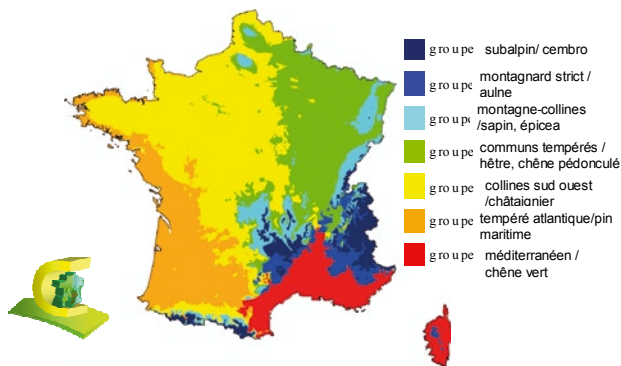 groupe subalpin/ cembro
groupe montagnard strict /
aulne
groupe montagne-collines
/sapin, épicea
groupe communs tempérés /
hêtre, chêne pédonculé
groupe collines sud ouest
/châtaignier
groupe tempéré atlantique/pin
maritime
groupe méditerranéen /
chêne vert